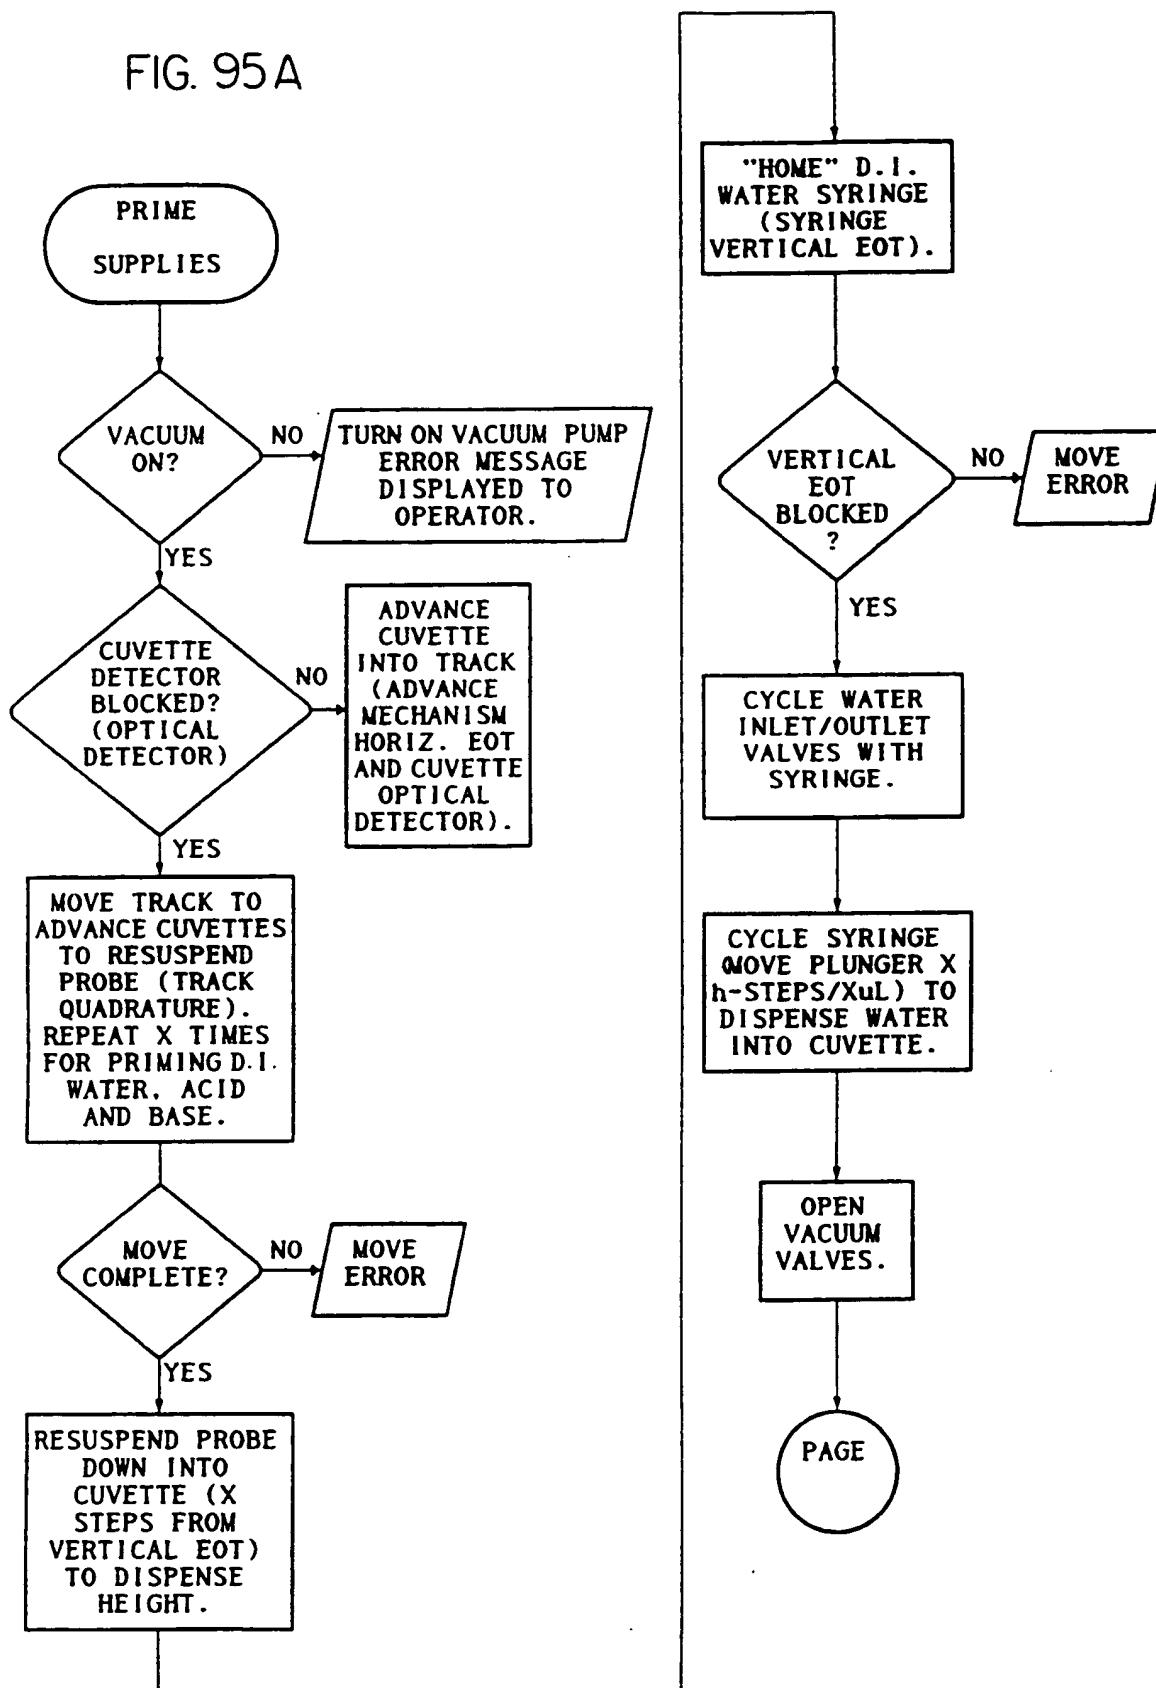 FIG. 95A
PRIME
SUPPLIES
VACUUM
ON?
NO
TURN ON VACUUM PUMP
ERROR MESSAGE
DISPLAYED TO
OPERATOR.
YES
CUVETTE
DETECTOR
BLOCKED?
(OPTICAL
DETECTOR)
NO
ADVANCE
CUVETTE
INTO TRACK
(ADVANCE
MECHANISM
HORIZ. EOT
AND CUVETTE
OPTICAL
DETECTOR).
YES
MOVE TRACK TO
ADVANCE CUVETTES
TO RESUSPEND
PROBE (TRACK
QUADRATURE).
REPEAT X TIMES
FOR PRIMING D.I.
WATER, ACID
AND BASE.
MOVE
COMPLETE?
NO
MOVE
ERROR
YES
RESUSPEND PROBE
DOWN INTO
CUVETTE (X
STEPS FROM
VERTICAL EOT)
TO DISPENSE
HEIGHT.
"HOME" D.I.
WATER SYRINGE
(SYRINGE
VERTICAL EOT).
VERTICAL
EOT
BLOCKED
?
NO
MOVE
ERROR
YES
CYCLE WATER
INLET/OUTLET
VALVES WITH
SYRINGE.
CYCLE SYRINGE
(MOVE PLUNGER X
h-STEPS/XuL) TO
DISPENSE WATER
INTO CUVETTE.
OPEN
VACUUM
VALVES.
PAGE